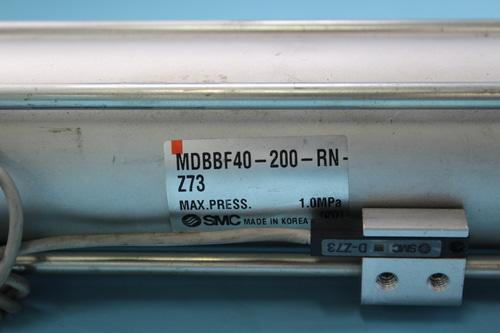 MDBBF40-200-RN-
Z73
MAX.PRESS. 1.0MPa
SMC MADE IN KOREA
SMC D-Z73